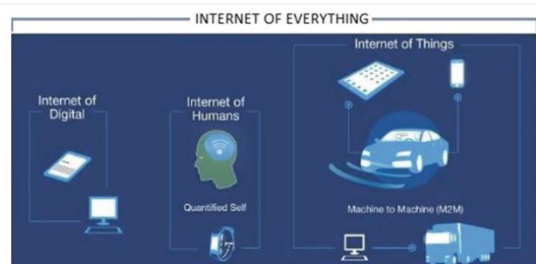 INTERNET OF EVERYTHING
Internet of Things
Internet of
Digital
Internet of
Humans
Quantified Self
Machine to Machine (M2M)